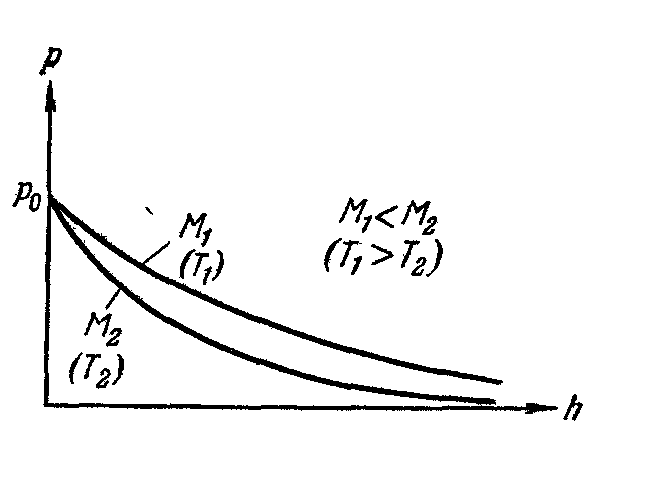 p
p₀
M₁
(T₁)
M₁ < M₂
(T₁ > T₂)
M₂
(T₂)
h